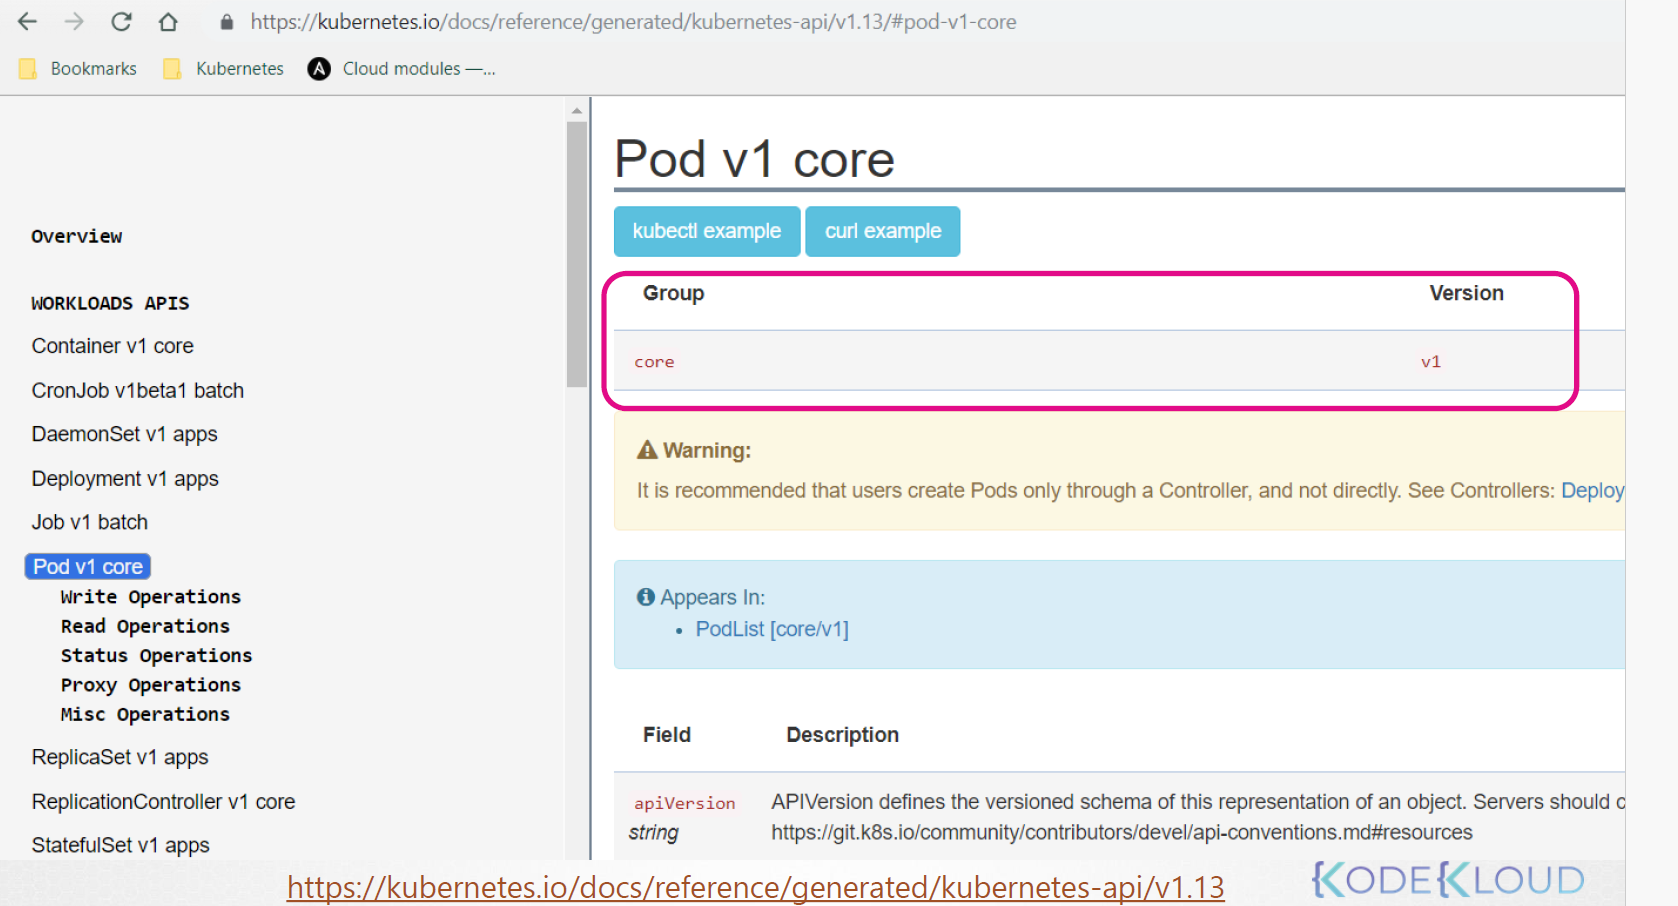 https://kubernetes.io/docs/reference/generated/kubernetes-api/v1.13/#pod-v1-core
Bookmarks
Kubernetes
Cloud modules —...
Overview
WORKLOADS APIS
Container v1 core
CronJob v1beta1 batch
DaemonSet v1 apps
Deployment v1 apps
Job v1 batch
Pod v1 core
Write Operations
Read Operations
Status Operations
Proxy Operations
Misc Operations
ReplicaSet v1 apps
ReplicationController v1 core
StatefulSet v1 apps
Pod v1 core
kubectl example
curl example
Group Version
core v1
Warning:
It is recommended that users create Pods only through a Controller, and not directly. See Controllers: Deploy
Appears In:
• PodList [core/v1]
Field Description
apiVersion APIVersion defines the versioned schema of this representation of an object. Servers should
string https://git.k8s.io/community/contributors/devel/api-conventions.md#resources
https://kubernetes.io/docs/reference/generated/kubernetes-api/v1.13
KODEKLOUD